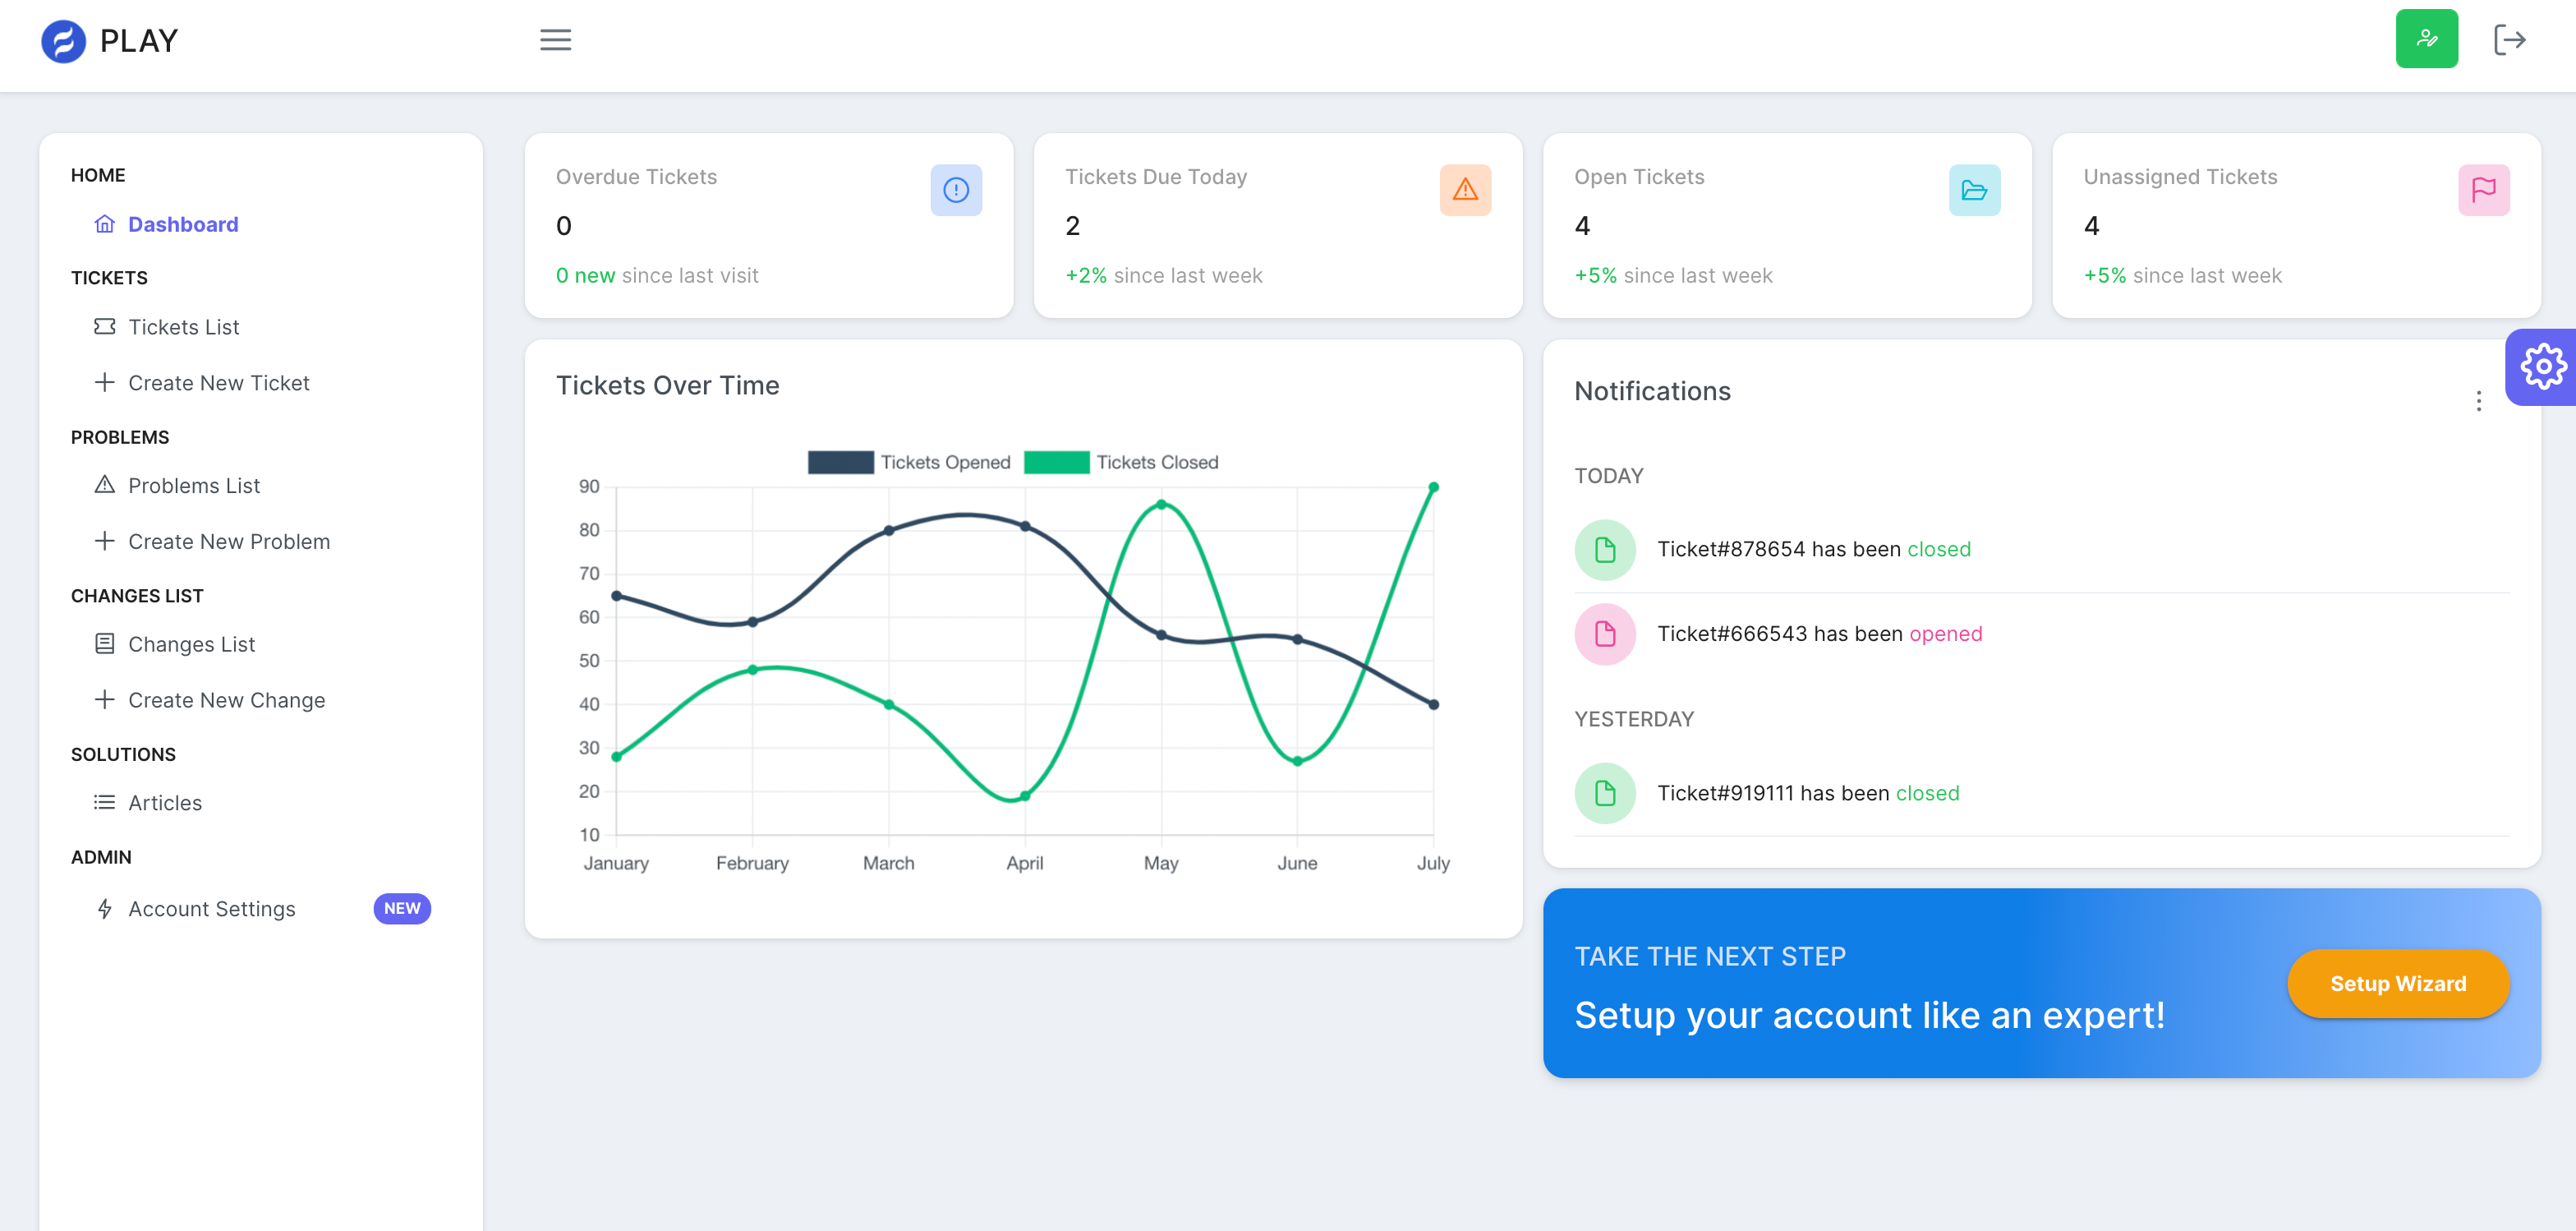 PLAY
HOME
Dashboard
TICKETS
Tickets List
Create New Ticket
PROBLEMS
Problems List
Create New Problem
CHANGES LIST
Changes List
Create New Change
SOLUTIONS
Articles
ADMIN
Account Settings NEW
Overdue Tickets
0
0 new since last visit
Tickets Due Today
2
+2% since last week
Open Tickets
4
+5% since last week
Unassigned Tickets
4
+5% since last week
Tickets Over Time
Tickets Opened Tickets Closed
90
80
70
60
50
40
30
20
10
January February March April May June July
Notifications
TODAY
Ticket#878654 has been closed
Ticket#666543 has been opened
YESTERDAY
Ticket#919111 has been closed
TAKE THE NEXT STEP
Setup your account like an expert!
Setup Wizard